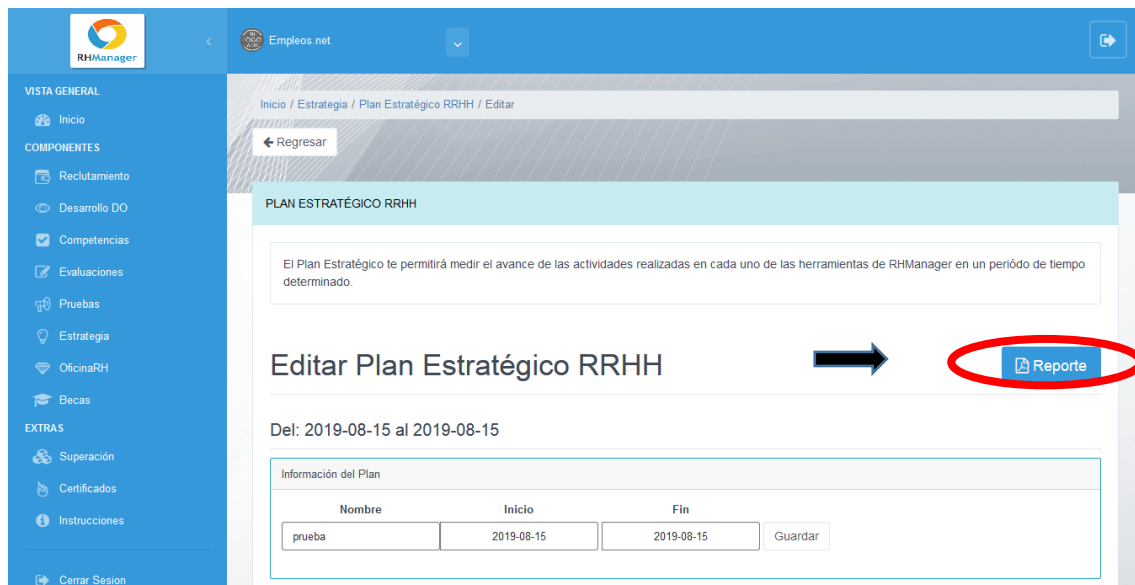 RHManager
Empleos.net
VISTA GENERAL
Inicio
COMPONENTES
Reclutamiento
Desarrollo DO
Competencias
Evaluaciones
Pruebas
Estrategia
OficinaRH
Becas
EXTRAS
Superación
Certificados
Instrucciones
Cerrar Sesion
Inicio / Estrategia / Plan Estratégico RRHH / Editar
Regresar
PLAN ESTRATÉGICO RRHH
El Plan Estratégico te permitirá medir el avance de las actividades realizadas en cada uno de las herramientas de RHManager en un periódo de tiempo
determinado.
Editar Plan Estratégico RRHH
Reporte
Del: 2019-08-15 al 2019-08-15
Información del Plan
Nombre Inicio Fin
prueba 2019-08-15 2019-08-15 Guardar